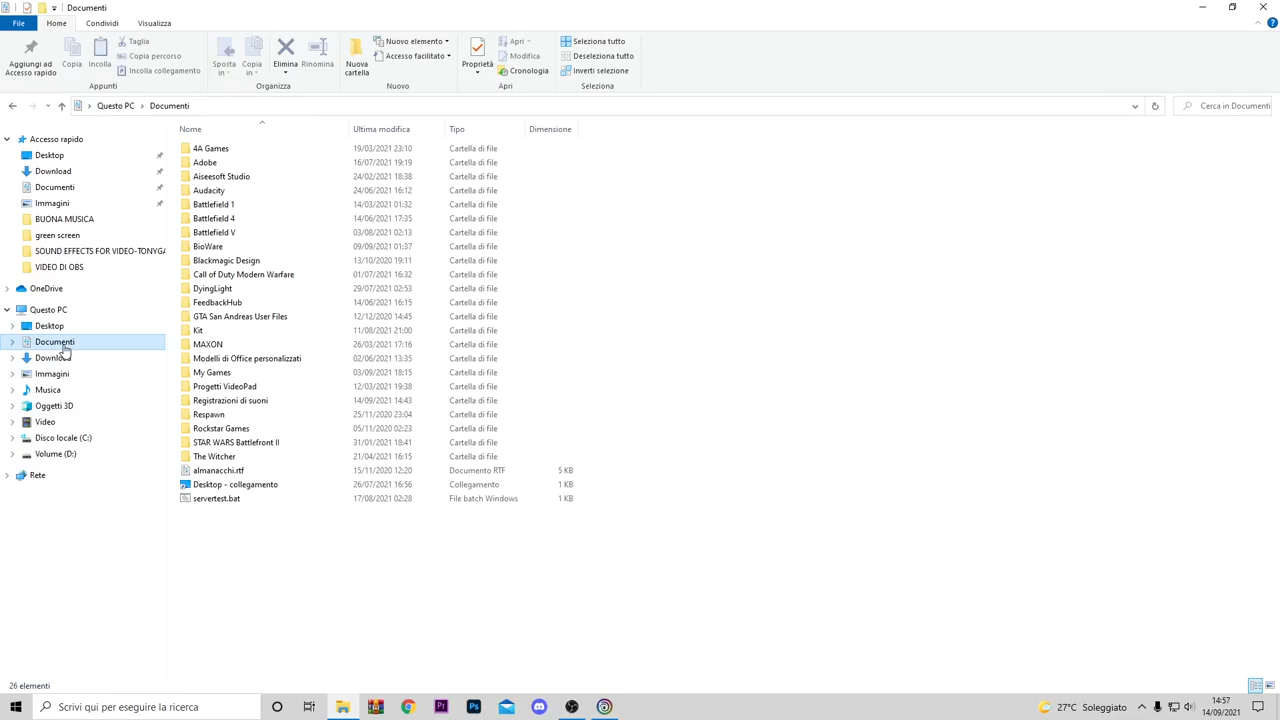 Documenti
File Home Condividi Visualizza
Aggiungi ad Accesso rapido
Copia
Incolla
Taglia
Copia percorso
Incolla collegamento
Appunti
Sposta in
Copia in
Elimina
Rinomina
Organizza
Nuova cartella
Nuovo elemento
Accesso facilitato
Nuovo
Proprietà
Apri
Modifica
Cronologia
Apri
Seleziona tutto
Deseleziona tutto
Inverti selezione
Selezione
Questo PC > Documenti
Cerca in Documenti
Accesso rapido
Desktop
Download
Documenti
Immagini
BUONA MUSICA
green screen
SOUND EFFECTS FOR VIDEO-TONYGA
VIDEO DI OBS
OneDrive
Questo PC
Desktop
Documenti
Download
Immagini
Musica
Oggetti 3D
Video
Disco locale (C:)
Volume (D:)
Rete
Nome Ultima modifica Tipo Dimensione
4A Games 19/03/2021 23:10 Cartella di file
Adobe 16/07/2021 19:19 Cartella di file
Aiseesoft Studio 24/02/2021 18:38 Cartella di file
Audacity 24/06/2021 16:12 Cartella di file
Battlefield 1 14/03/2021 01:32 Cartella di file
Battlefield 4 14/06/2021 17:35 Cartella di file
Battlefield V 03/08/2021 02:13 Cartella di file
BioWare 09/09/2021 01:37 Cartella di file
Blackmagic Design 13/10/2020 19:11 Cartella di file
Call of Duty Modern Warfare 01/07/2021 16:32 Cartella di file
DyingLight 29/07/2021 02:53 Cartella di file
FeedbackHub 14/06/2021 16:15 Cartella di file
GTA San Andreas User Files 12/12/2020 14:45 Cartella di file
Kit 11/08/2021 21:00 Cartella di file
MAXON 26/03/2021 17:16 Cartella di file
Modelli di Office personalizzati 02/06/2021 13:35 Cartella di file
My Games 03/09/2021 18:15 Cartella di file
Progetti VideoPad 12/03/2021 19:38 Cartella di file
Registrazioni di suoni 14/09/2021 14:43 Cartella di file
Respawn 25/11/2020 23:04 Cartella di file
Rockstar Games 05/11/2020 02:23 Cartella di file
STAR WARS Battlefront II 31/01/2021 18:41 Cartella di file
The Witcher 21/04/2021 16:15 Cartella di file
almanacchi.rtf 15/11/2020 12:20 Documento RTF 5 KB
Desktop - collegamento 26/07/2021 16:56 Collegamento 1 KB
servertest.bat 17/08/2021 02:28 File batch Windows 1 KB
26 elementi
Scrivi qui per eseguire la ricerca
Pr
Ps
27°C Soleggiato
14:57
14/09/2021